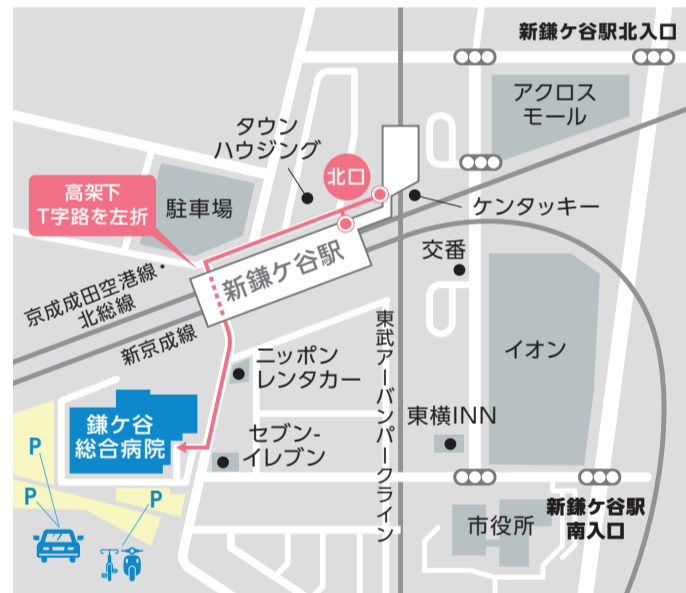 新鎌ケ谷駅北入口
アクロス
モール
タウン
ハウジング
北口
高架下
T字路を左折
駐車場
ケンタッキー
新鎌ケ谷駅
交番
京成成田空港線・
北総線
新京成線
東武アーバンパークライン
イオン
ニッポン
レンタカー
鎌ケ谷
総合病院
セブン-
イレブン
東横INN
P
P
P
市役所
新鎌ケ谷駅
南入口